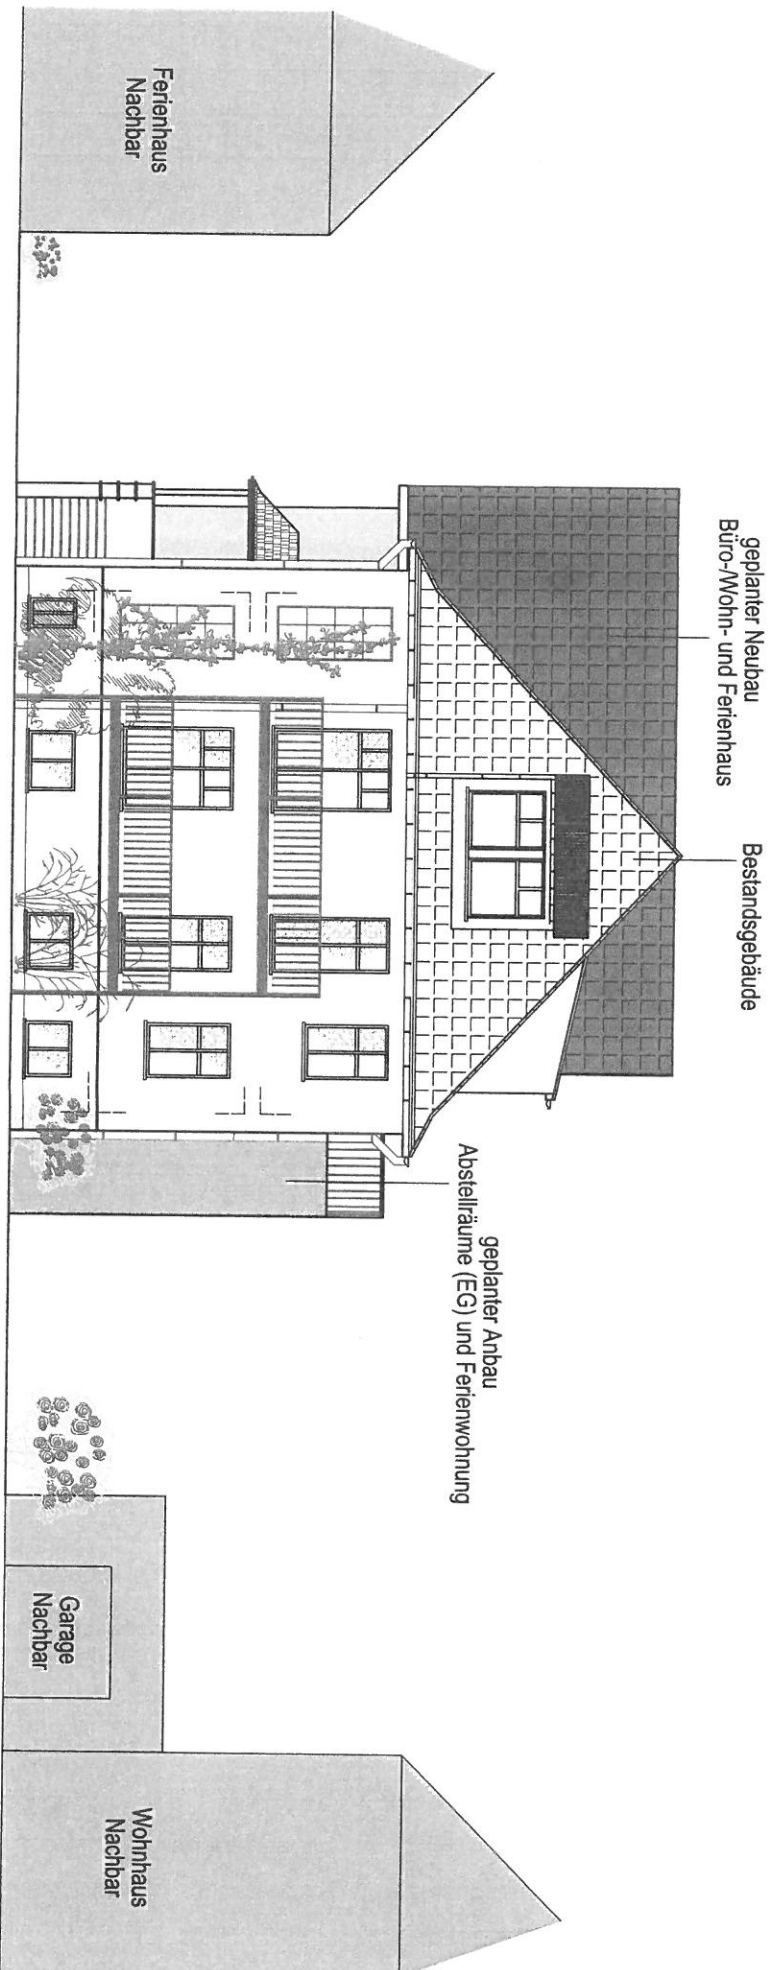 Ferienhaus
Nachbar
geplanter Neubau
Büro-/Wohn- und Ferienhaus
Bestandsgebäude
geplanter Anbau
Abstellräume (EG) und Ferienwohnung
Garage
Nachbar
Wohnhaus
Nachbar